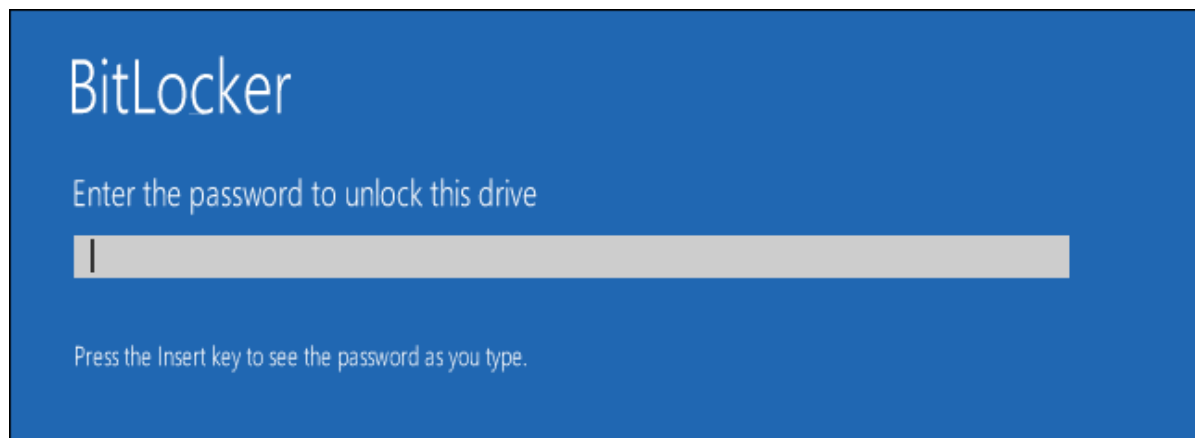 BitLocker
Enter the password to unlock this drive
Press the Insert key to see the password as you type.